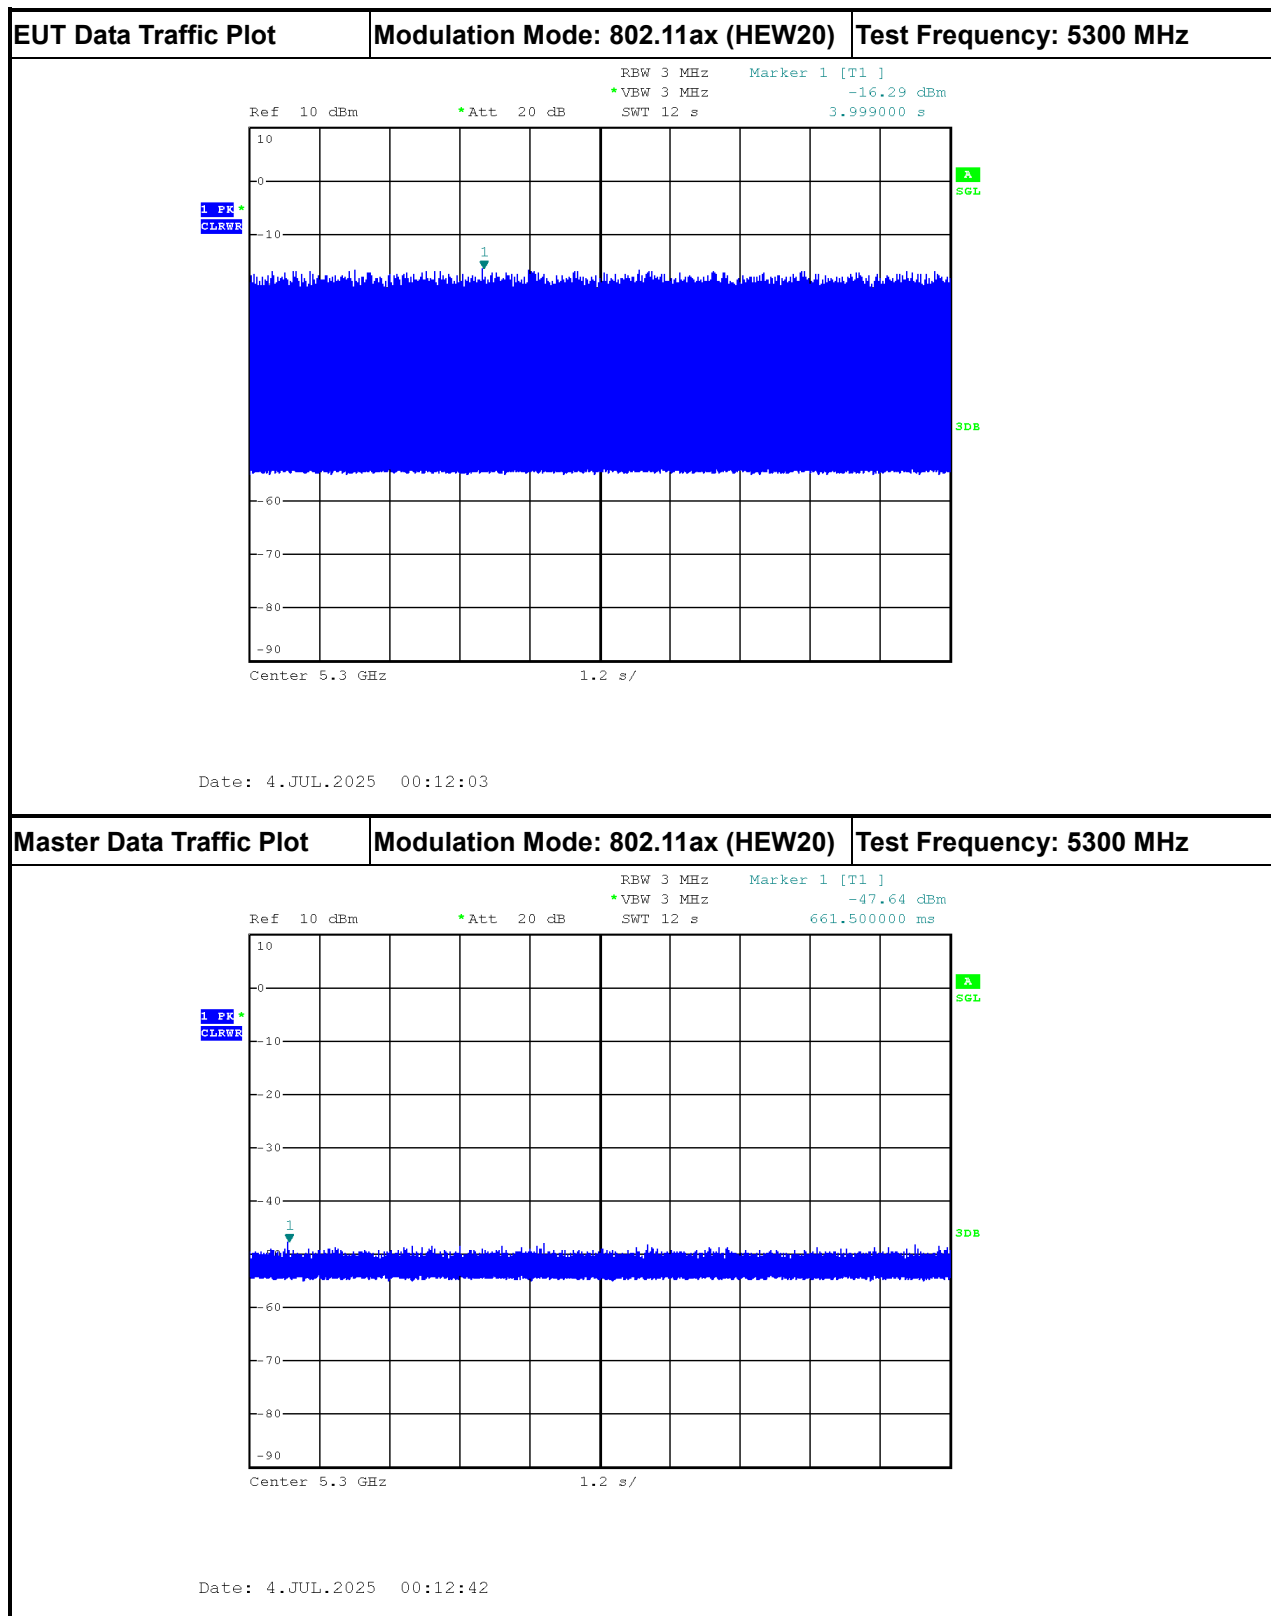 EUT Data Traffic Plot Modulation Mode: 802.11ax (HEW20) Test Frequency: 5300 MHz
RBW 3 MHz Marker 1 [T1 ]
*VBW 3 MHz -16.29 dBm
Ref 10 dBm *Att 20 dB SWT 12 s 3.999000 s
10
0
A
SGL
1 PK*
CLRWR
-10
1
3DB
-60
-70
-80
-90
Center 5.3 GHz 1.2 s/
Date: 4.JUL.2025 00:12:03
Master Data Traffic Plot Modulation Mode: 802.11ax (HEW20) Test Frequency: 5300 MHz
RBW 3 MHz Marker 1 [T1 ]
*VBW 3 MHz -47.64 dBm
Ref 10 dBm *Att 20 dB SWT 12 s 661.500000 ms
10
0
A
SGL
1 PK*
CLRWR
-10
-20
-30
-40
1
3DB
-60
-70
-80
-90
Center 5.3 GHz 1.2 s/
Date: 4.JUL.2025 00:12:42